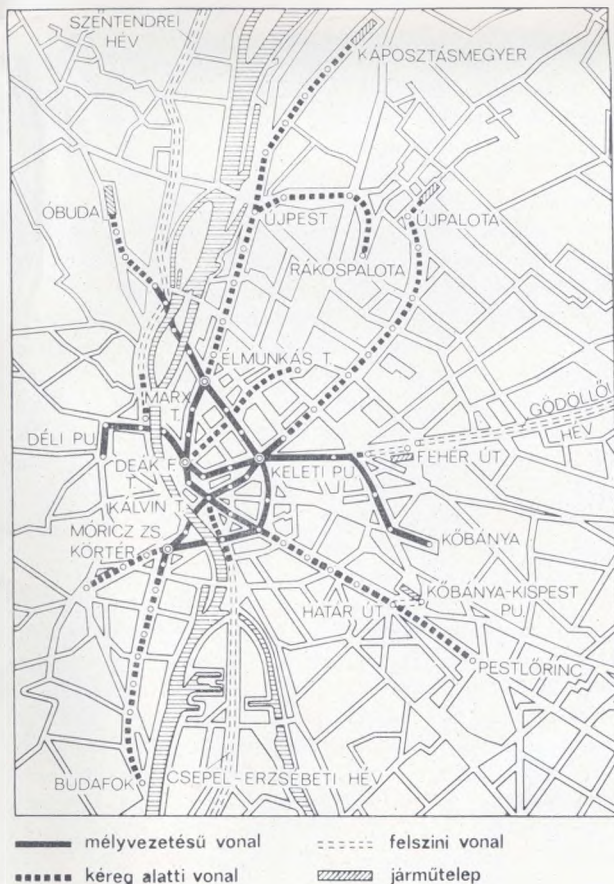 SZENTENDREI
HÉV
KÁPOSZTÁSMEGYER
ÓBUDA
ÚJPEST
ÚJPALOTA
RÁKOSPALOTA
ÉLMUNKÁS T.
MARX
T.
GÖDÖLLŐI
HÉV
DÉLI PU.
FEHÉR ÚT
DEÁK F.
T.
KELETI PU.
KÁLVIN T.
MÓRICZ ZS.
KÖRTÉR
KŐBÁNYA
KŐBÁNYA-KISPEST
PU.
HATÁR ÚT
PESTLŐRINC
BUDAFOK
CSEPEL-ERZSÉBETI HÉV
mélyvezetésű vonal
felszini vonal
kéreg alatti vonal
járműtelep